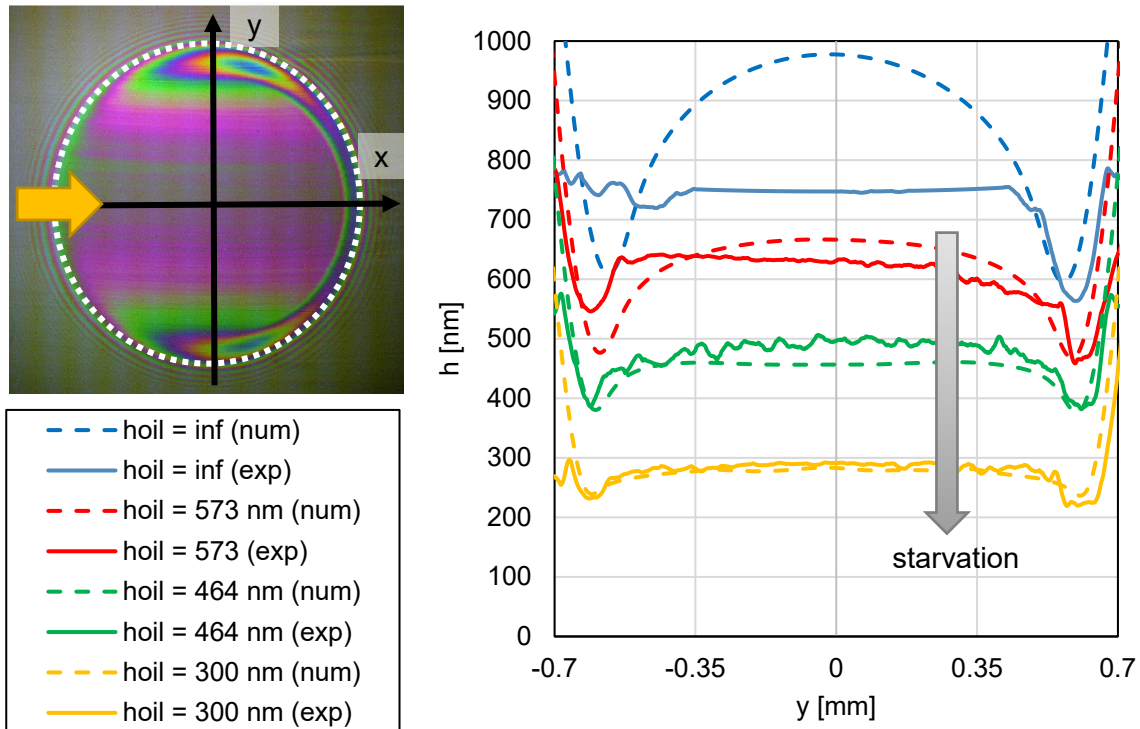 y
x
hoil = inf (num)
hoil = inf (exp)
hoil = 573 nm (num)
hoil = 573 (exp)
hoil = 464 nm (num)
hoil = 464 nm (exp)
hoil = 300 nm (num)
hoil = 300 nm (exp)
h [nm]
1000
900
800
700
600
500
400
300
200
100
0
starvation
-0.7
-0.35
0
0.35
0.7
y [mm]